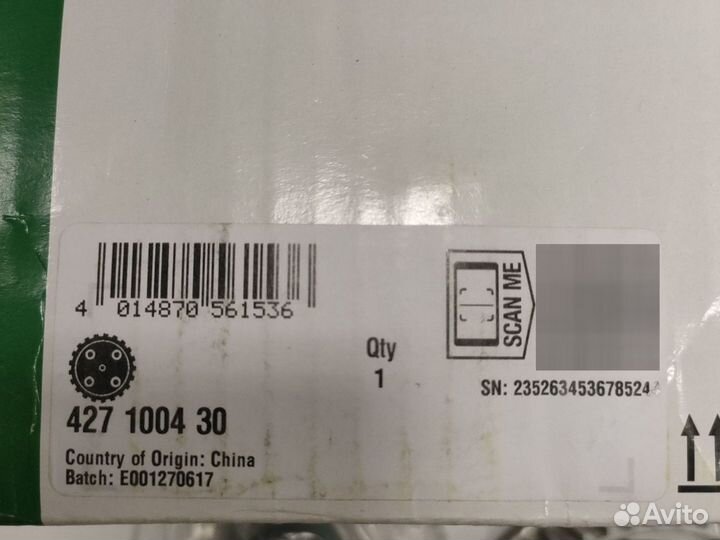 4 014870 561536
SCAN ME
Qty
1
SN: 235263453678524
427 1004 30
Country of Origin: China
Batch: E001270617
Avito